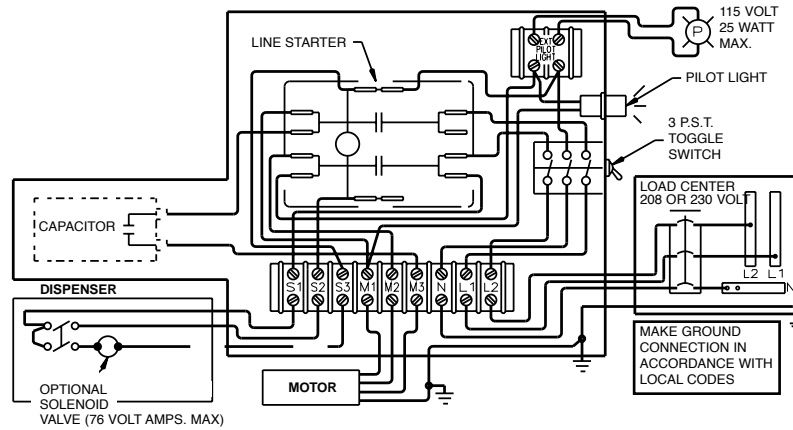 115 VOLT
25 WATT
MAX.
P
EXT
PILOT
LIGHT
LINE STARTER
PILOT LIGHT
3 P.S.T.
TOGGLE
SWITCH
LOAD CENTER
208 OR 230 VOLT
CAPACITOR
L2 L1
N
S1 S2 S3 M1 M2 M3 N L1 L2
DISPENSER
MAKE GROUND
CONNECTION IN
ACCORDANCE WITH
LOCAL CODES
MOTOR
OPTIONAL
SOLENOID
VALVE (76 VOLT AMPS. MAX)